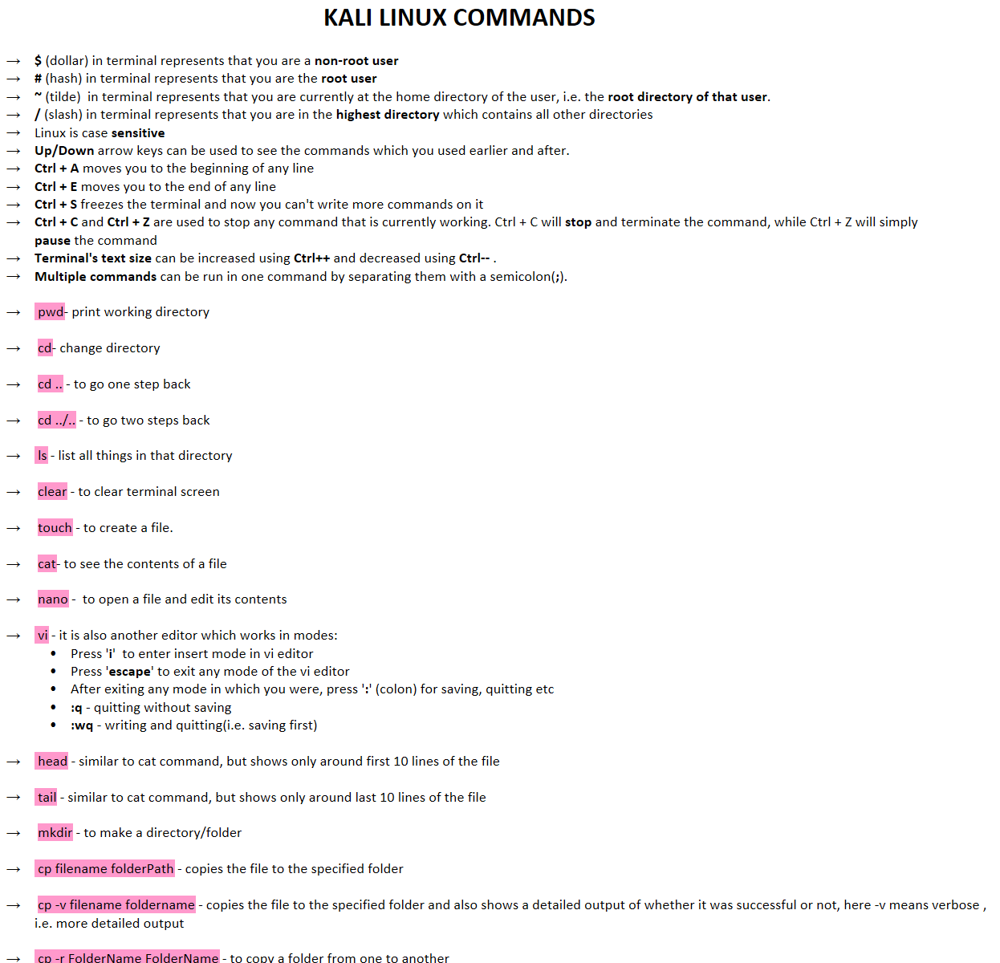 KALI LINUX COMMANDS
→ $ (dollar) in terminal represents that you are a non-root user
→ # (hash) in terminal represents that you are the root user
→ ~ (tilde)  in terminal represents that you are currently at the home directory of the user, i.e. the root directory of that user.
→ / (slash) in terminal represents that you are in the highest directory which contains all other directories
→ Linux is case sensitive
→ Up/Down arrow keys can be used to see the commands which you used earlier and after.
→ Ctrl + A moves you to the beginning of any line
→ Ctrl + E moves you to the end of any line
→ Ctrl + S freezes the terminal and now you can't write more commands on it
→ Ctrl + C and Ctrl + Z are used to stop any command that is currently working. Ctrl + C will stop and terminate the command, while Ctrl + Z will simply
pause the command
→ Terminal's text size can be increased using Ctrl++ and decreased using Ctrl-- .
→ Multiple commands can be run in one command by separating them with a semicolon(;).
→ pwd- print working directory
→ cd- change directory
→ cd .. - to go one step back
→ cd ../.. - to go two steps back
→ ls - list all things in that directory
→ clear - to clear terminal screen
→ touch - to create a file.
→ cat- to see the contents of a file
→ nano -  to open a file and edit its contents
→ vi - it is also another editor which works in modes:
• Press 'i'  to enter insert mode in vi editor
• Press 'escape' to exit any mode of the vi editor
• After exiting any mode in which you were, press ':' (colon) for saving, quitting etc
• :q - quitting without saving
• :wq - writing and quitting(i.e. saving first)
→ head - similar to cat command, but shows only around first 10 lines of the file
→ tail - similar to cat command, but shows only around last 10 lines of the file
→ mkdir - to make a directory/folder
→ cp filename folderPath - copies the file to the specified folder
→ cp -v filename foldername - copies the file to the specified folder and also shows a detailed output of whether it was successful or not, here -v means verbose ,
i.e. more detailed output
→ cp -r FolderName FolderName - to copy a folder from one to another